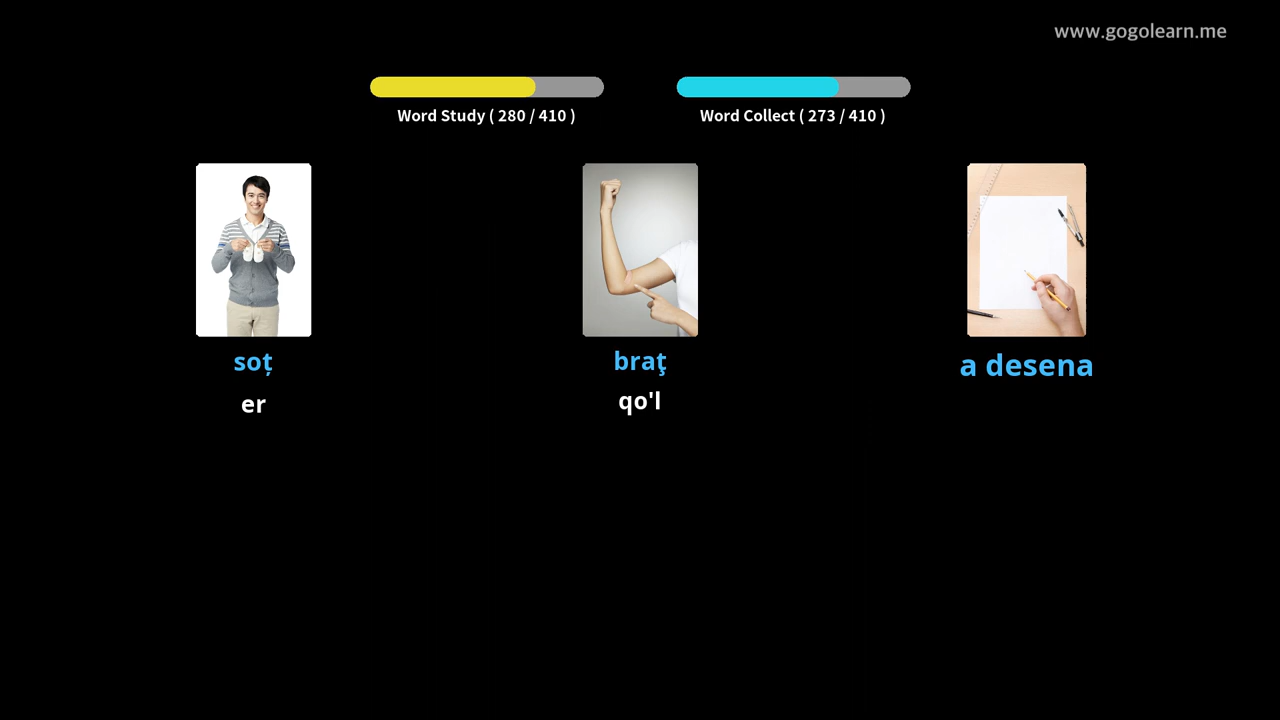 www.gogolearn.me
Word Study ( 280 / 410 )
Word Collect ( 273 / 410 )
soț
er
braţ
qo'l
a desena